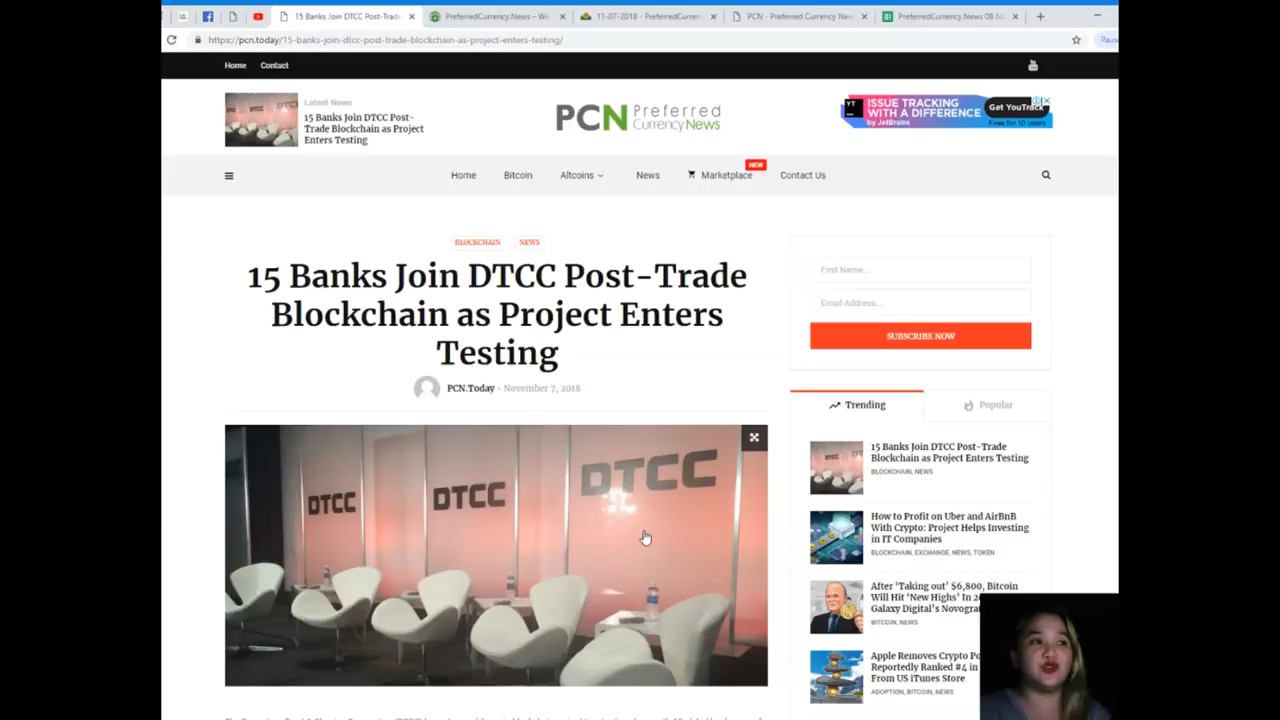 15 Banks Join DTCC Post-Trad
PreferredCurrency.News – We
11-07-2018 - PreferredCurren
PCN - Preferred Currency New
PreferredCurrency.News 08 N
https://pcn.today/15-banks-join-dtcc-post-trade-blockchain-as-project-enters-testing/
Paus
Home
Contact
Latest News
15 Banks Join DTCC Post-
Trade Blockchain as Project
Enters Testing
PCN Preferred
Currency News
YT
ISSUE TRACKING
WITH A DIFFERENCE
by JetBrains
Get YouTrack
Free for 10 users
NEW
Home
Bitcoin
Altcoins
News
Marketplace
Contact Us
BLOCKCHAIN
NEWS
15 Banks Join DTCC Post-Trade
Blockchain as Project Enters
Testing
PCN.Today - November 7, 2018
DTCC
DTCC
DTCC
First Name...
Email Address...
SUBSCRIBE NOW
Trending
Popular
15 Banks Join DTCC Post-Trade
Blockchain as Project Enters Testing
BLOCKCHAIN, NEWS
How to Profit on Uber and AirBnB
With Crypto: Project Helps Investing
in IT Companies
BLOCKCHAIN, EXCHANGE, NEWS, TOKEN
After ‘Taking out’ $6,800, Bitcoin
Will Hit ‘New Highs’ In 2
Galaxy Digital’s Novogra
BITCOIN, NEWS
Apple Removes Crypto Po
Reportedly Ranked #4 in
From US iTunes Store
ADOPTION, BITCOIN, NEWS